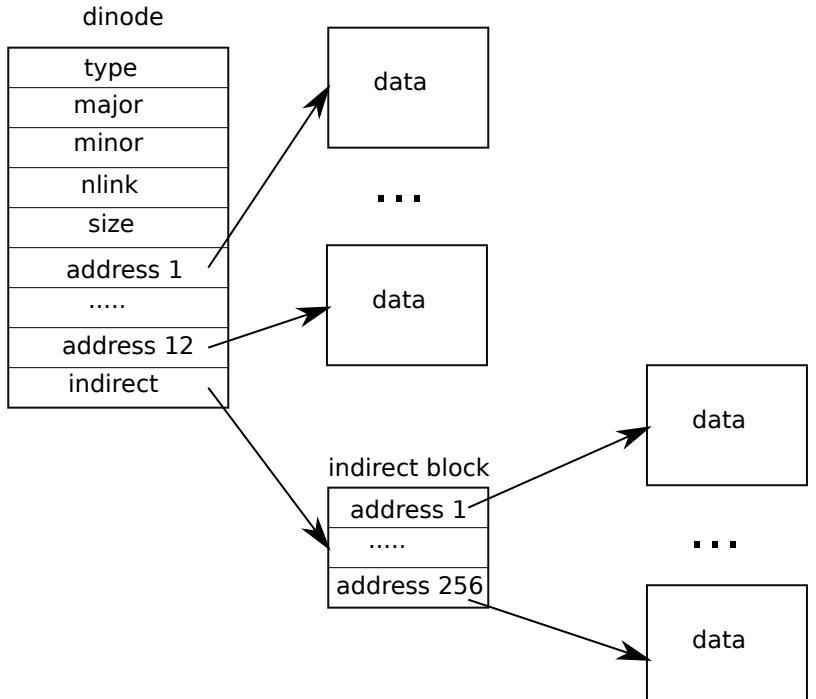 dinode
type
major
minor
nlink
size
address 1
.....
address 12
indirect
data
...
data
indirect block
address 1
.....
address 256
data
...
data